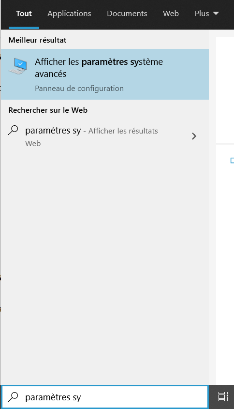 Tout Applications Documents Web Plus
Meilleur résultat
Afficher les paramètres système
avancés
Panneau de configuration
Rechercher sur le Web
paramétres sy - Afficher les résultats
Web
paramètres sy